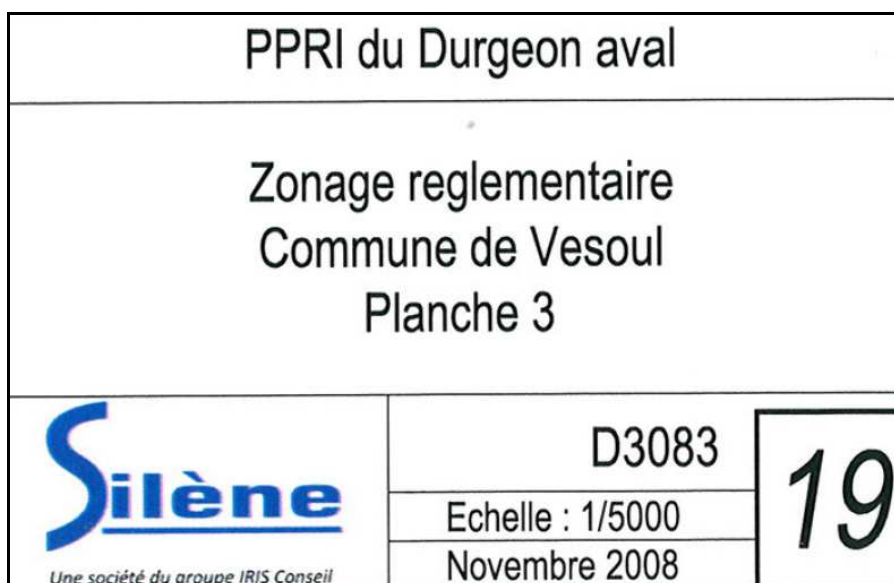 PPRI du Durgeon aval
Zonage reglementaire
Commune de Vesoul
Planche 3
Silène
Une société du groupe IRIS Conseil
D3083
Echelle : 1/5000
Novembre 2008
19